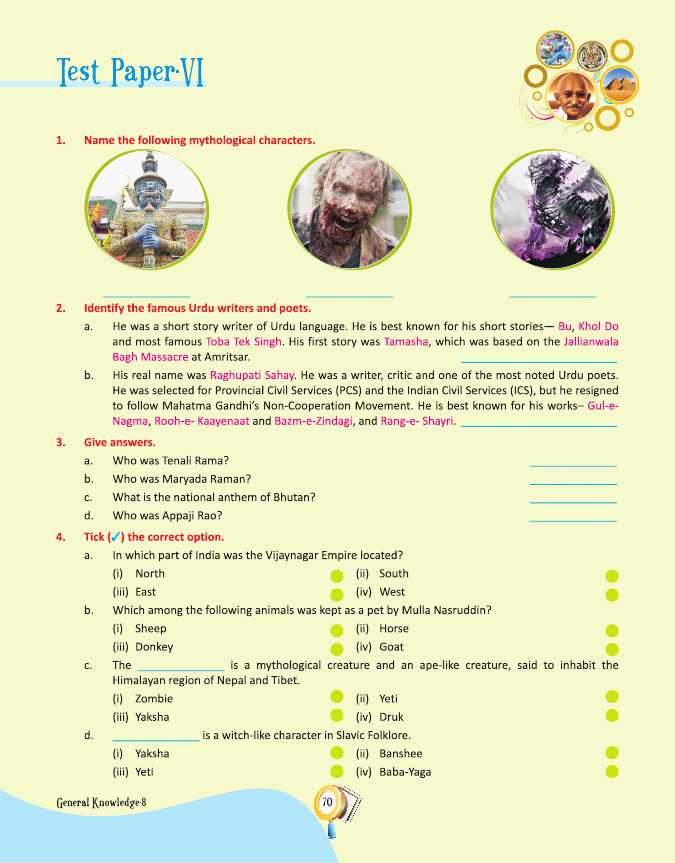 Test Paper-VI
1. Name the following mythological characters.
2. Identify the famous Urdu writers and poets.
a. He was a short story writer of Urdu language. He is best known for his short stories— Bu, Khol Do
and most famous Toba Tek Singh. His first story was Tamasha, which was based on the Jallianwala
Bagh Massacre at Amritsar.
b. His real name was Raghupati Sahay. He was a writer, critic and one of the most noted Urdu poets.
He was selected for Provincial Civil Services (PCS) and the Indian Civil Services (ICS), but he resigned
to follow Mahatma Gandhi's Non-Cooperation Movement. He is best known for his works– Gul-e-
Nagma, Rooh-e- Kaayenaat and Bazm-e-Zindagi, and Rang-e- Shayri.
3. Give answers.
a. Who was Tenali Rama?
b. Who was Maryada Raman?
c. What is the national anthem of Bhutan?
d. Who was Appaji Rao?
4. Tick (✓) the correct option.
a. In which part of India was the Vijaynagar Empire located?
(i) North (ii) South
(iii) East (iv) West
b. Which among the following animals was kept as a pet by Mulla Nasruddin?
(i) Sheep (ii) Horse
(iii) Donkey (iv) Goat
c. The ______________ is a mythological creature and an ape-like creature, said to inhabit the
Himalayan region of Nepal and Tibet.
(i) Zombie (ii) Yeti
(iii) Yaksha (iv) Druk
d. ______________ is a witch-like character in Slavic Folklore.
(i) Yaksha (ii) Banshee
(iii) Yeti (iv) Baba-Yaga
General Knowledge-8
70